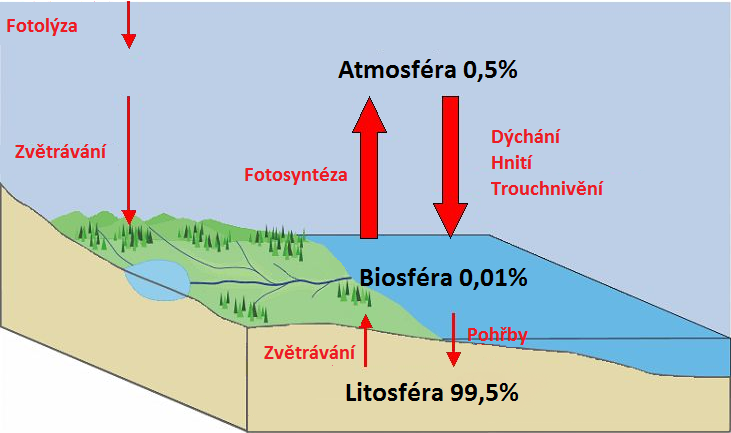 Fotolýza
Atmosféra 0,5%
Zvětrávání
Fotosyntéza
Dýchání
Hnití
Trouchnivění
Biosféra 0,01%
Zvětrávání
Pohřby
Litosféra 99,5%